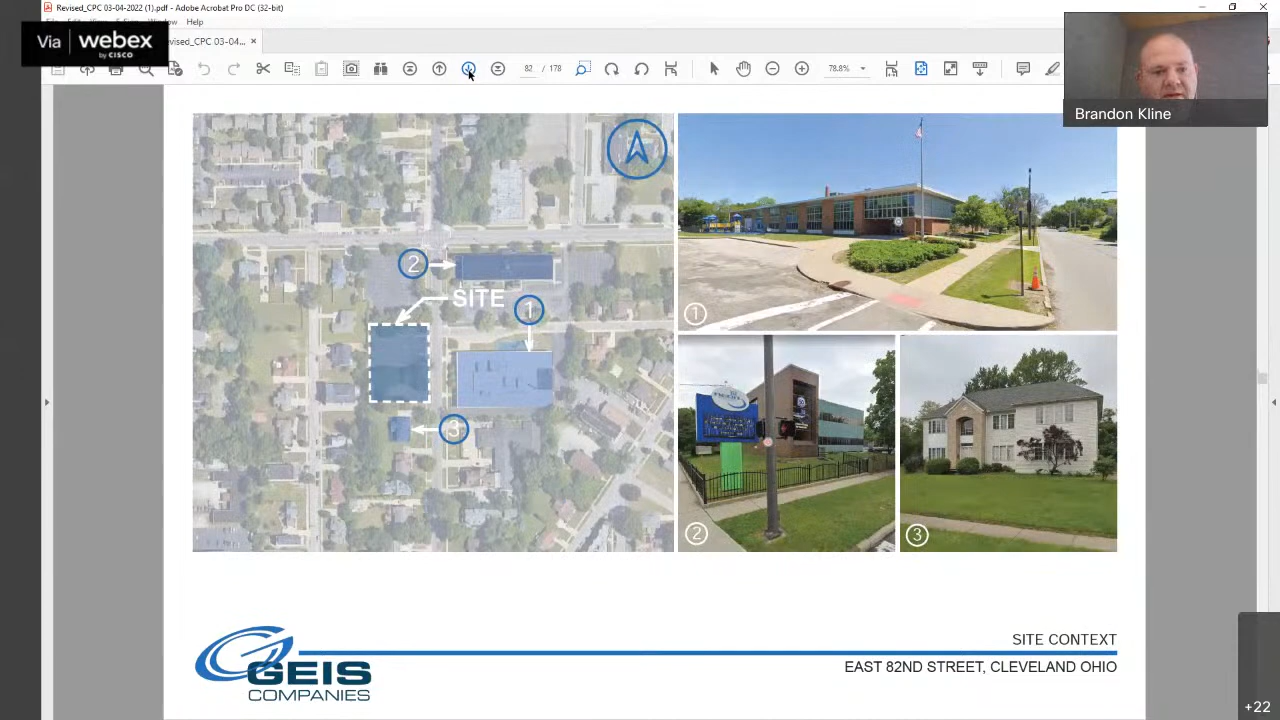 Revised_CPC 03-04-2022 (1).pdf - Adobe Acrobat Pro DC (32-bit)
Help
Via webex
by CISCO
vised_CPC 03-04... ×
/ 178
78.8%
Brandon Kline
2
SITE
1
3
1
2
3
GEIS
COMPANIES
SITE CONTEXT
EAST 82ND STREET, CLEVELAND OHIO
+22